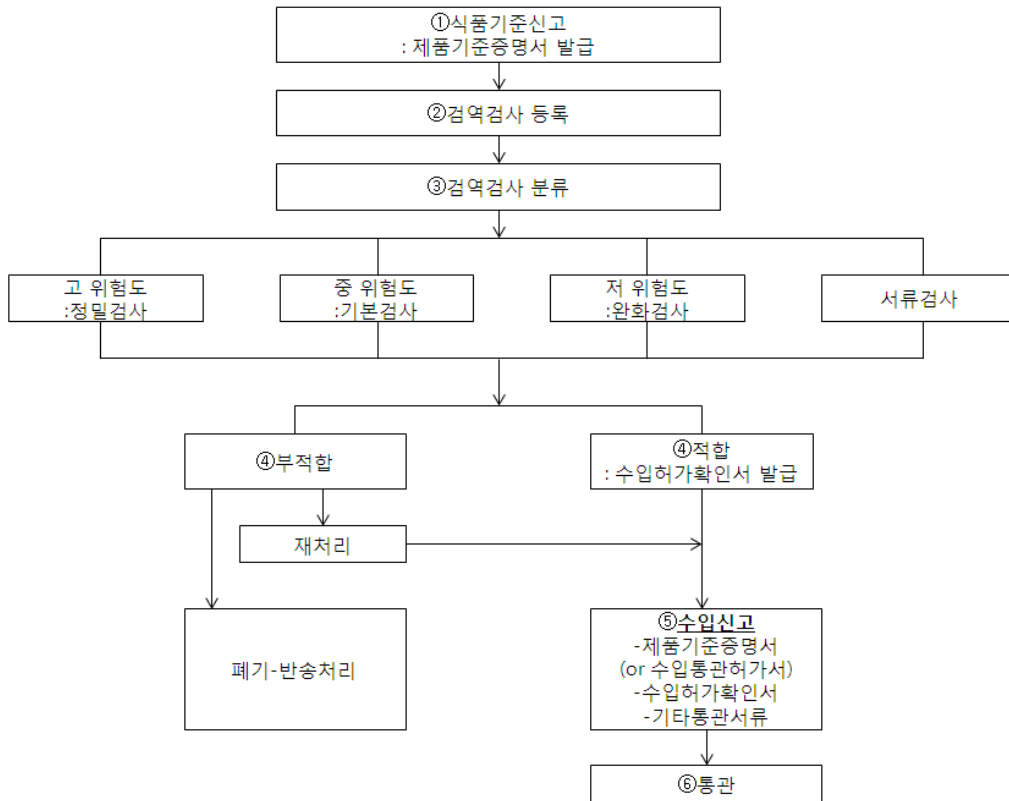 ①식품기준신고
: 제품기준증명서 발급
②검역검사 등록
③검역검사 분류
고 위험도
:정밀검사
중 위험도
:기본검사
저 위험도
:완화검사
서류검사
④부적합
④적합
: 수입허가확인서 발급
재처리
폐기-반송처리
⑤수입신고
-제품기준증명서
(or 수입통관허가서)
-수입허가확인서
-기타통관서류
⑥통관